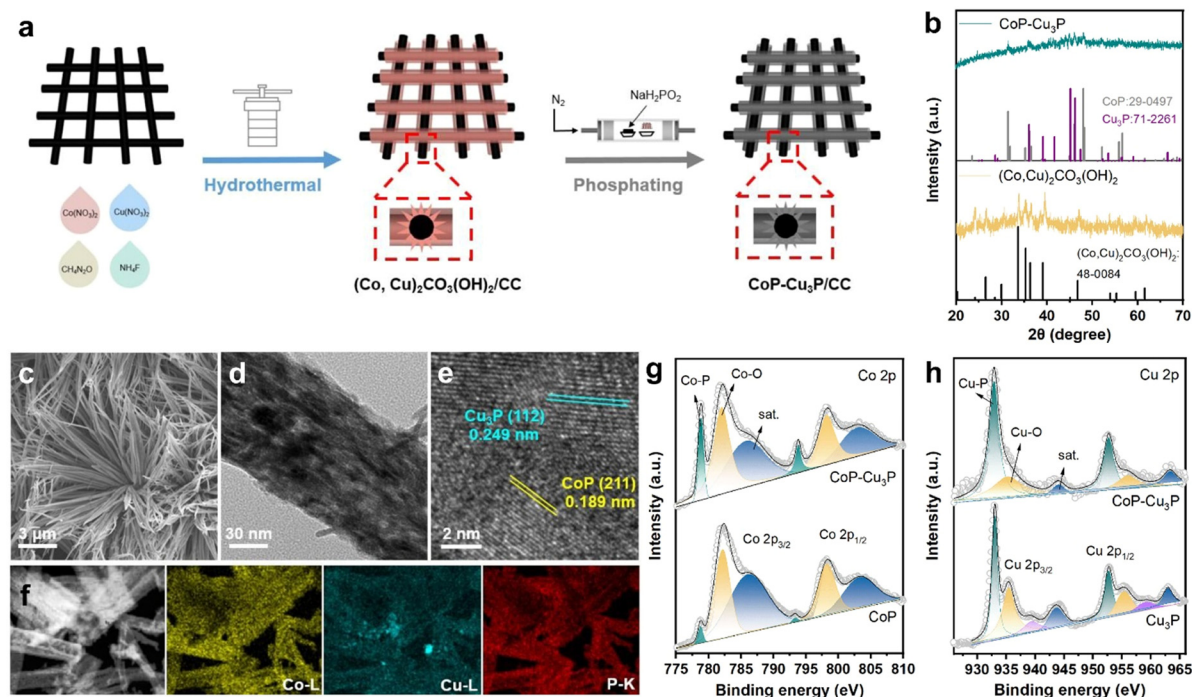 a
Co(NO₃)₂
Cu(NO₃)₂
CH₄N₂O
NH₄F
Hydrothermal
(Co, Cu)₂CO₃(OH)₂/CC
N₂
NaH₂PO₂
Phosphating
CoP-Cu₃P/CC
b
CoP-Cu₃P
CoP:29-0497
Cu₃P:71-2261
(Co,Cu)₂CO₃(OH)₂
(Co,Cu)₂CO₃(OH)₂:
48-0084
Intensity (a.u.)
20 30 40 50 60 70
2θ (degree)
c
3 μm
d
30 nm
e
Cu₃P (112)
0.249 nm
CoP (211)
0.189 nm
2 nm
f
Co-L
Cu-L
P-K
g
Co 2p
Co-P
Co-O
sat.
CoP-Cu₃P
Co 2p₃/₂
Co 2p₁/₂
CoP
Intensity (a.u.)
775 780 785 790 795 800 805 810
Binding energy (eV)
h
Cu 2p
Cu-P
Cu-O
sat.
CoP-Cu₃P
Cu 2p₃/₂
Cu 2p₁/₂
Cu₃P
Intensity (a.u.)
930 935 940 945 950 955 960 965
Binding energy (eV)